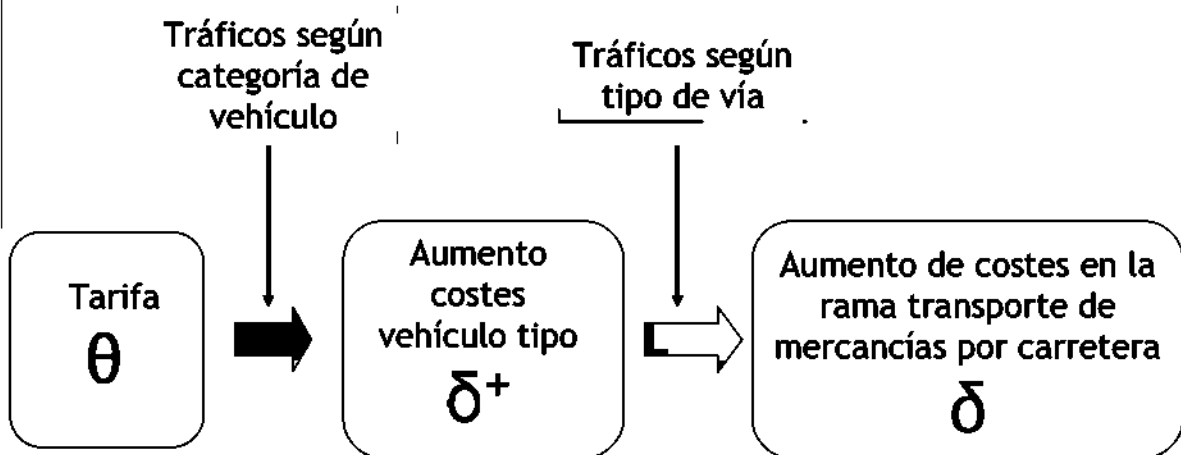 Tráficos según
categoría de
vehículo
Tráficos según
tipo de vía
Tarifa
θ
Aumento
costes
vehículo tipo
δ+
Aumento de costes en la
rama transporte de
mercancías por carretera
δ